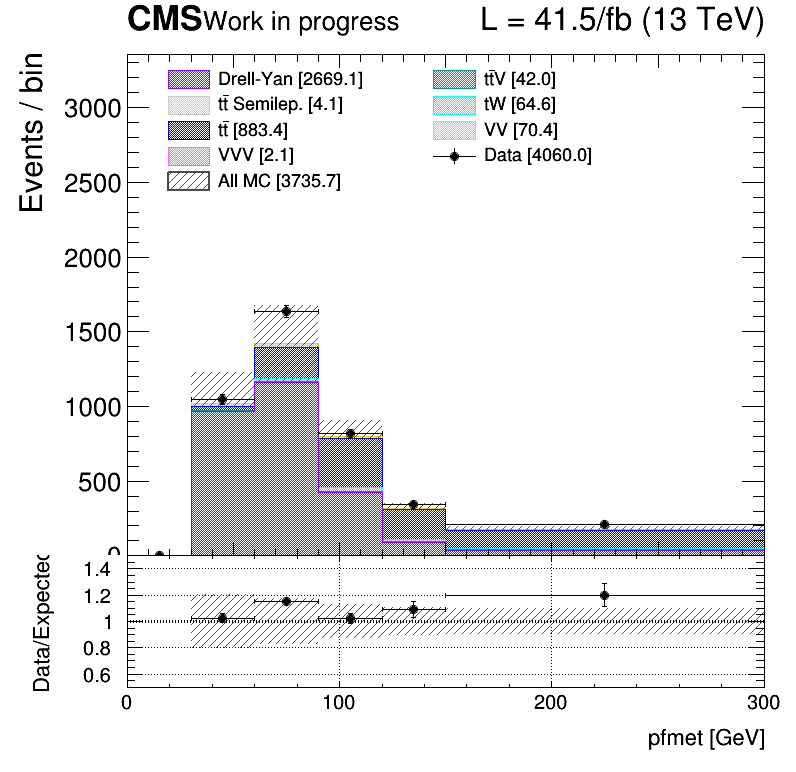 CMS Work in progress L = 41.5/fb (13 TeV)
Events / bin
Drell-Yan [2669.1]
tt̄ Semilep. [4.1]
tt̄ [883.4]
VVV [2.1]
All MC [3735.7]
tt̄V [42.0]
tW [64.6]
VV [70.4]
Data [4060.0]
3000
2500
2000
1500
1000
500
0
Data/Expected
1.4
1.2
1
0.8
0.6
0 100 200 300
pfmet [GeV]